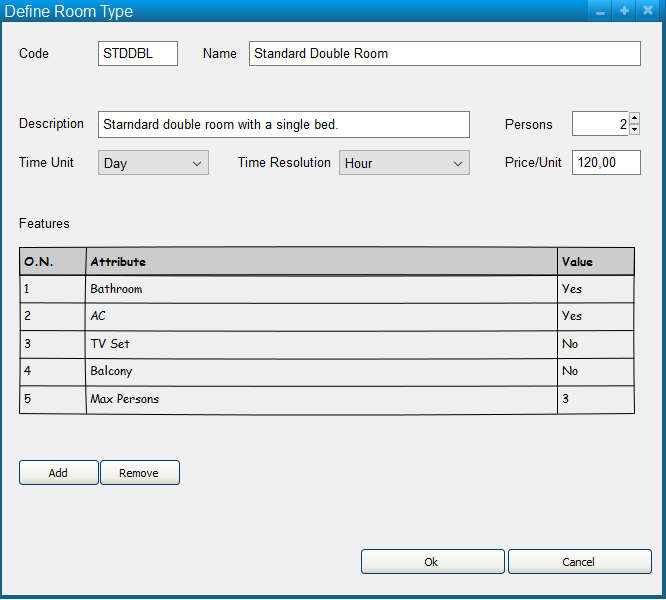 Define Room Type
Code STDDBL Name Standard Double Room
Description Starndard double room with a single bed. Persons 2
Time Unit Day Time Resolution Hour Price/Unit 120,00
Features
O.N. Attribute Value
1 Bathroom Yes
2 AC Yes
3 TV Set No
4 Balcony No
5 Max Persons 3
Add Remove
Ok Cancel